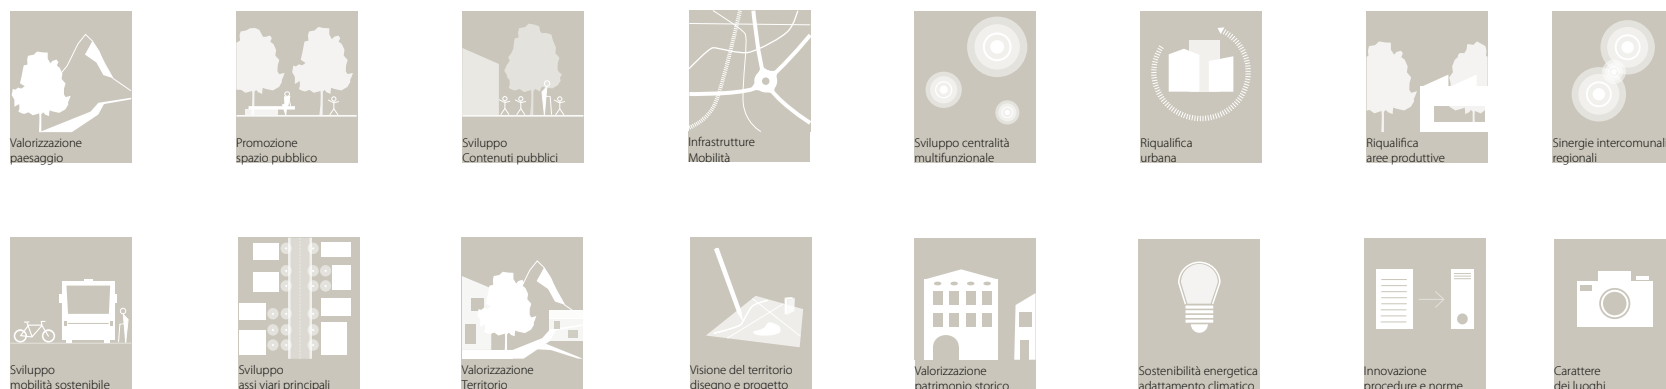 Valorizzazione
paesaggio
Promozione
spazio pubblico
Sviluppo
Contenuti pubblici
Infrastrutture
Mobilità
Sviluppo centralità
multifunzionale
Riqualifica
urbana
Riqualifica
aree produttive
Sinergie intercomunali
regionali
Sviluppo
mobilità sostenibile
Sviluppo
assi viari principali
Valorizzazione
Territorio
Visione del territorio
disegno e progetto
Valorizzazione
patrimonio storico
Sostenibilità energetica
adattamento climatico
Innovazione
procedure e norme
Carattere
dei luoghi